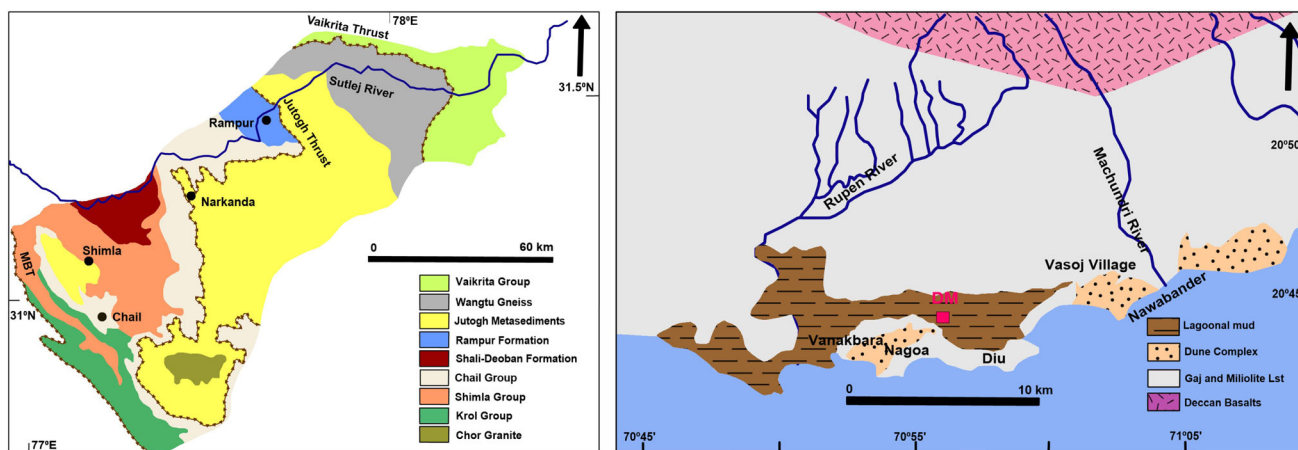 Vaikrita Thrust
78ºE
31.5ºN
Sutlej River
Rampur
Jutogh Thrust
Narkanda
0 60 km
Shimla
MBT
31ºN
Chail
77ºE
Vaikrita Group
Wangtu Gneiss
Jutogh Metasediments
Rampur Formation
Shali-Deoban Formation
Chail Group
Shimla Group
Krol Group
Chor Granite
20º50'
Rupen River
Machundri River
Vasoj Village
Nawabander
20º45'
DM
Vanakbara
Nagoa
Diu
0 10 km
Lagoonal mud
Dune Complex
Gaj and Miliolite Lst
Deccan Basalts
70º45' 70º55' 71º05'